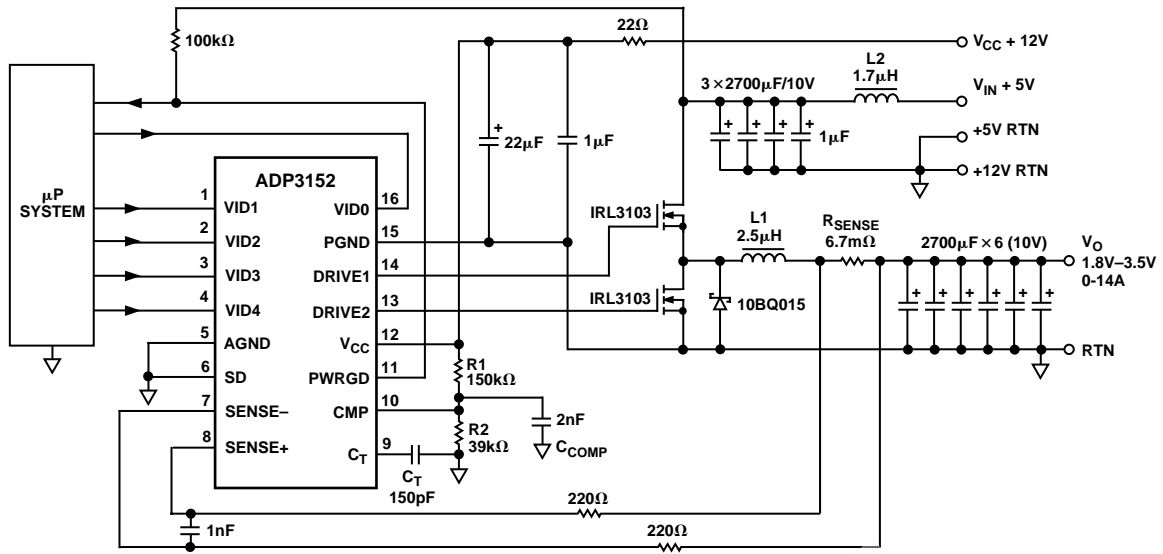 22Ω
V_CC + 12V
100kΩ
L2
1.7μH
3 × 2700μF/10V
V_IN + 5V
+5V RTN
+12V RTN
22μF
1μF
1μF
μP
SYSTEM
ADP3152
1
VID1
VID0
16
2
VID2
PGND
15
3
VID3
DRIVE1
14
4
VID4
DRIVE2
13
5
AGND
V_CC
12
6
SD
PWRGD
11
7
SENSE–
CMP
10
8
SENSE+
C_T
9
IRL3103
IRL3103
L1
2.5μH
R_SENSE
6.7mΩ
2700μF × 6 (10V)
V_O
1.8V–3.5V
0-14A
10BQ015
RTN
R1
150kΩ
R2
39kΩ
2nF
C_COMP
C_T
150pF
220Ω
1nF
220Ω
+
+
+
+
+
+
+
+
+
+
+